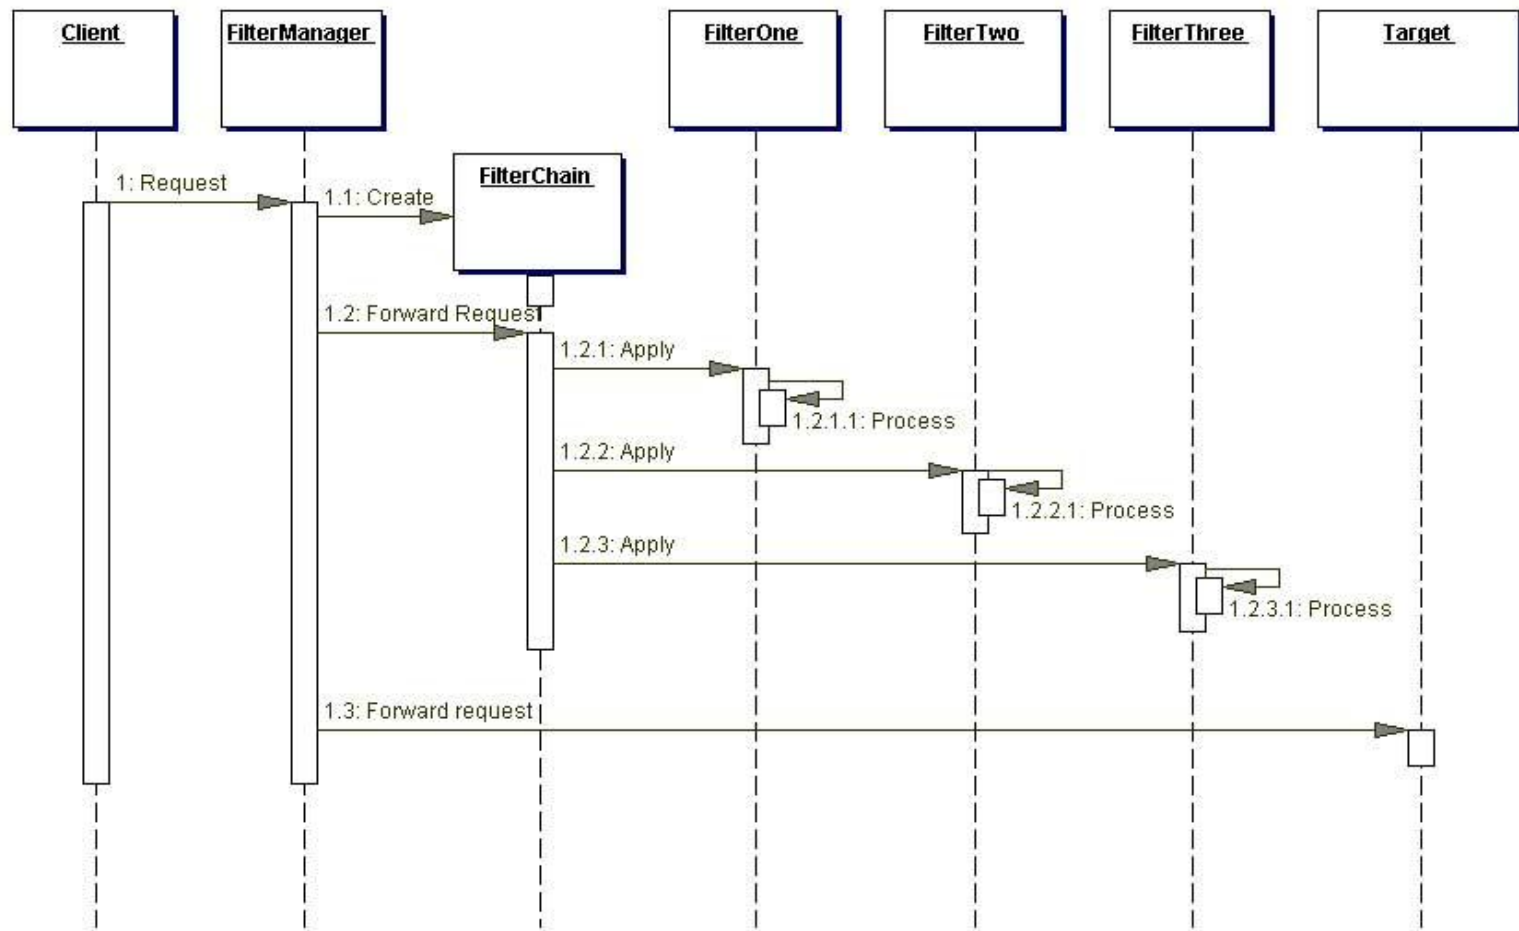 Client
FilterManager
FilterOne
FilterTwo
FilterThree
Target
FilterChain
1: Request
1.1: Create
1.2: Forward Request
1.2.1: Apply
1.2.1.1: Process
1.2.2: Apply
1.2.2.1: Process
1.2.3: Apply
1.2.3.1: Process
1.3: Forward request